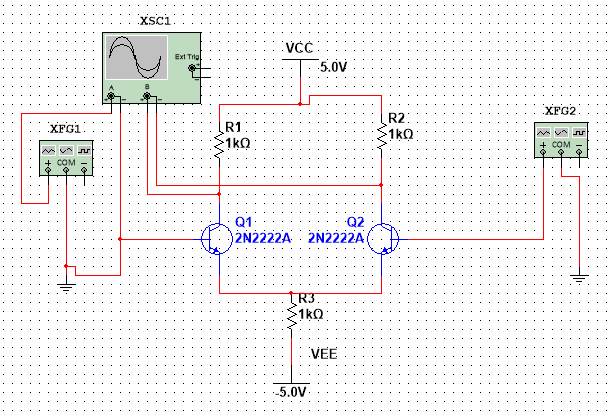 XSC1
Ext Trig
+
-
A
B
+ - + -
VCC
5.0V
XFG1
+ COM -
R1
1kΩ
R2
1kΩ
XFG2
+ COM -
Q1
2N2222A
Q2
2N2222A
R3
1kΩ
VEE
-5.0V